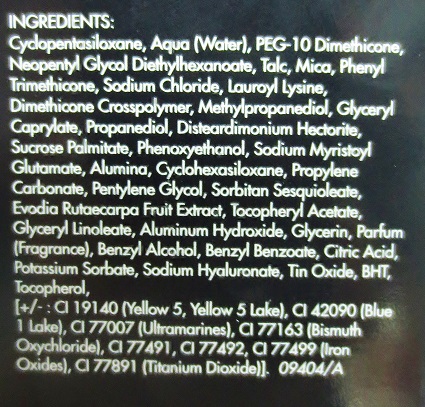 INGREDIENTS:
Cyclopentasiloxane, Aqua (Water), PEG-10 Dimethicone,
Neopentyl Glycol Diethylhexanoate, Talc, Mica, Phenyl
Trimethicone, Sodium Chloride, Lauroyl Lysine,
Dimethicone Crosspolymer, Methylpropanediol, Glyceryl
Caprylate, Propanediol, Disteardimonium Hectorite,
Sucrose Palmitate, Phenoxyethanol, Sodium Myristoyl
Glutamate, Alumina, Cyclohexasiloxane, Propylene
Carbonate, Pentylene Glycol, Sorbitan Sesquioleate,
Evodia Rutaecarpa Fruit Extract, Tocopheryl Acetate,
Glyceryl Linoleate, Aluminum Hydroxide, Glycerin, Parfum
(Fragrance), Benzyl Alcohol, Benzyl Benzoate, Citric Acid,
Potassium Sorbate, Sodium Hyaluronate, Tin Oxide, BHT,
Tocopherol,
[+/- : CI 19140 (Yellow 5, Yellow 5 Lake), CI 42090 (Blue
1 Lake), CI 77007 (Ultramarines), CI 77163 (Bismuth
Oxychloride), CI 77491, CI 77492, CI 77499 (Iron
Oxides), CI 77891 (Titanium Dioxide)]. 09404/A